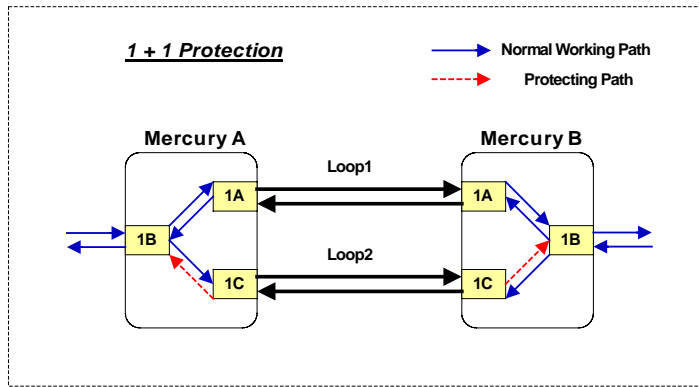 1 + 1 Protection
Normal Working Path
Protecting Path
Mercury A
Mercury B
Loop1
1A
1A
1B
1B
Loop2
1C
1C